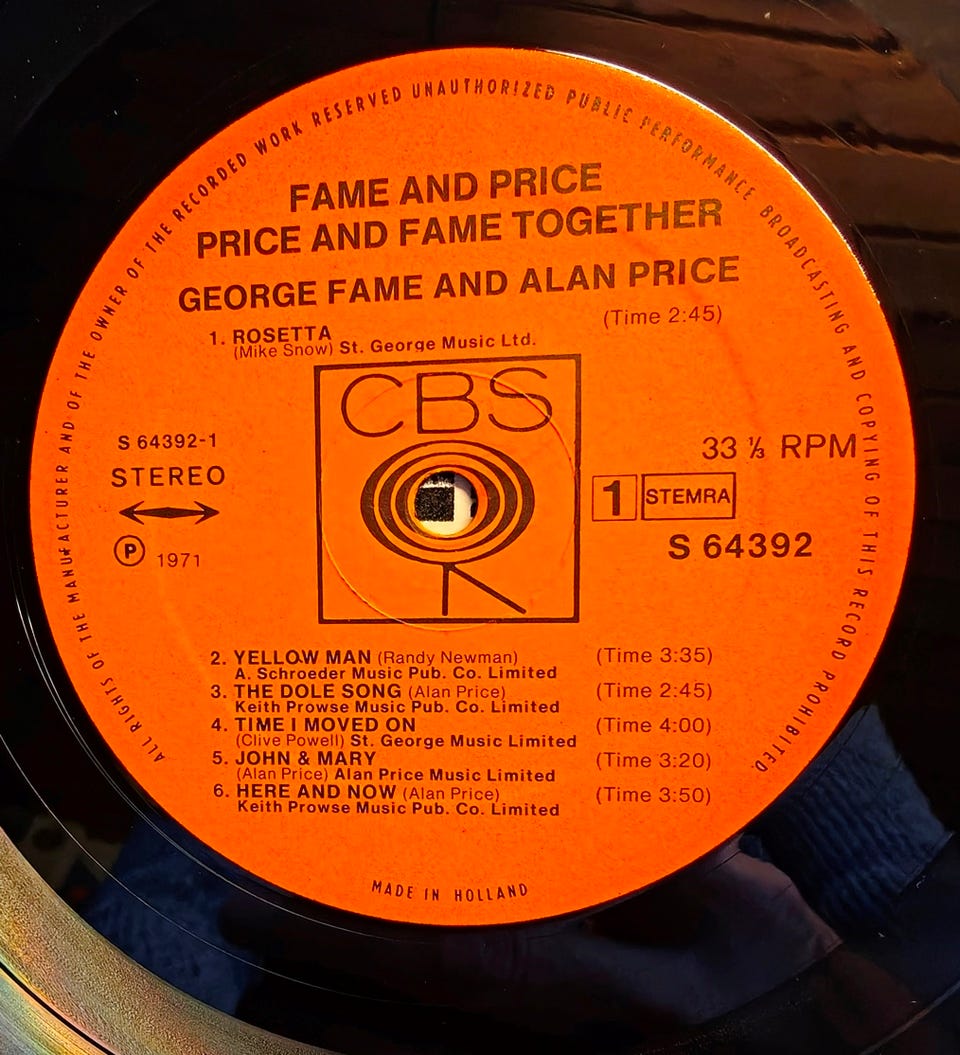 ALL RIGHTS OF THE MANUFACTURER AND OF THE OWNER OF THE RECORDED WORK RESERVED UNAUTHORIZED PUBLIC PERFORMANCE BROADCASTING AND COPYING OF THIS RECORD PROHIBITED.
FAME AND PRICE
PRICE AND FAME TOGETHER
GEORGE FAME AND ALAN PRICE
1. ROSETTA (Time 2:45)
(Mike Snow) St. George Music Ltd.
CBS
S 64392-1
STEREO
33 ⅓ RPM
1 STEMRA
S 64392
P 1971
2. YELLOW MAN (Randy Newman) (Time 3:35)
A. Schroeder Music Pub. Co. Limited
3. THE DOLE SONG (Alan Price) (Time 2:45)
Keith Prowse Music Pub. Co. Limited
4. TIME I MOVED ON (Time 4:00)
(Clive Powell) St. George Music Limited
5. JOHN & MARY (Time 3:20)
(Alan Price) Alan Price Music Limited
6. HERE AND NOW (Alan Price) (Time 3:50)
Keith Prowse Music Pub. Co. Limited
MADE IN HOLLAND